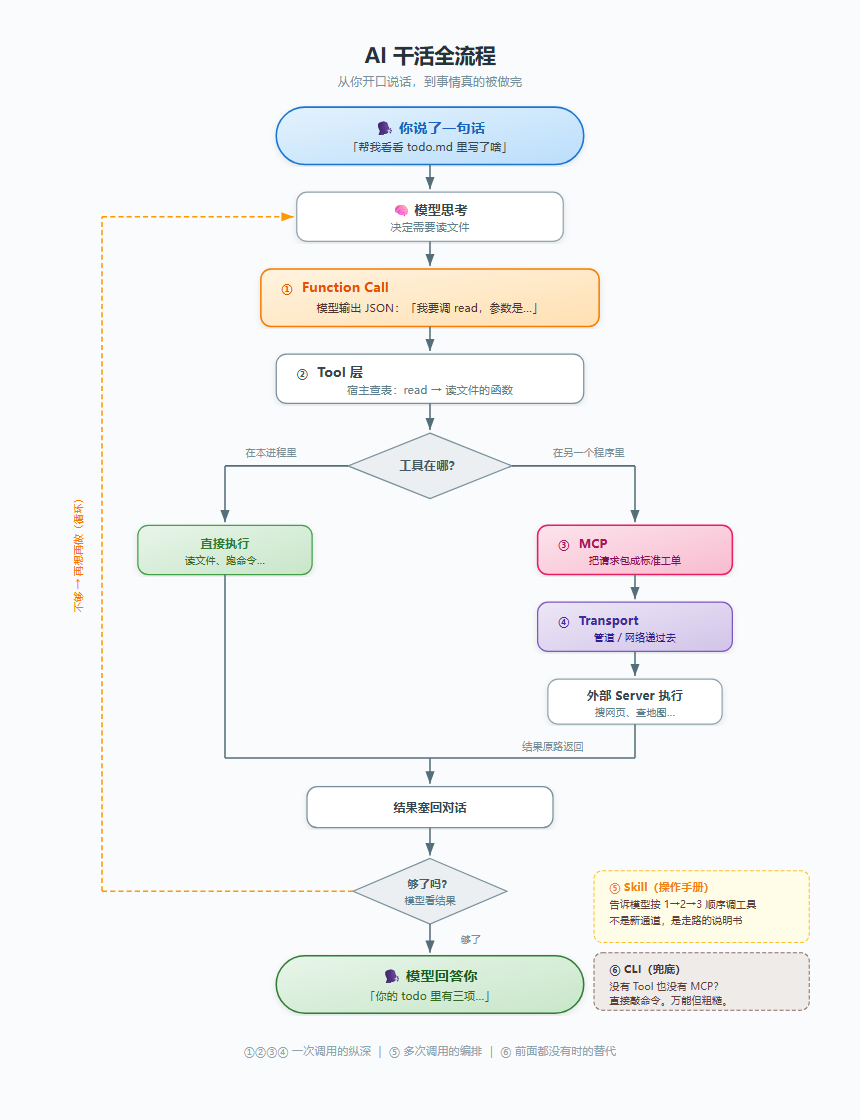 AI 干活全流程
从你开口说话，到事情真的被做完
你说了一句话
「帮我看看 todo.md 里写了啥」
模型思考
决定需要读文件
① Function Call
模型输出 JSON：「我要调 read，参数是…」
② Tool 层
宿主查表：read → 读文件的函数
工具在哪？
在本进程里
在另一个程序里
直接执行
读文件、跑命令…
③ MCP
把请求包成标准工单
④ Transport
管道 / 网络递过去
外部 Server 执行
搜网页、查地图…
结果原路返回
结果塞回对话
够了吗？
模型看结果
不够 → 再想再做（循环）
够了
模型回答你
「你的 todo 里有三项…」
⑤ Skill（操作手册）
告诉模型按 1→2→3 顺序调工具
不是新通道，是走路的说明书
⑥ CLI（兜底）
没有 Tool 也没有 MCP？
直接敲命令。万能但粗糙。
①②③④ 一次调用的纵深 | ⑤ 多次调用的编排 | ⑥ 前面都没有时的替代